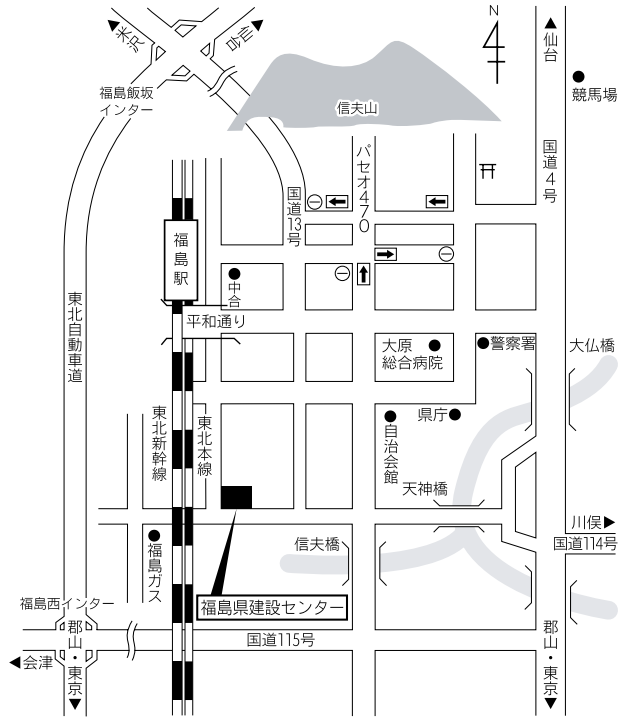 N
米沢
仙台
仙台
競馬場
福島飯坂
インター
信夫山
国道4号
パセオ470
国道13号
福島駅
中合
平和通り
東北自動車道
大原
総合病院
警察署
大仏橋
県庁
自治会館
東北新幹線
東北本線
天神橋
川俣
国道114号
福島ガス
信夫橋
福島県建設センター
福島西インター
国道115号
会津
郡山・東京
郡山・東京